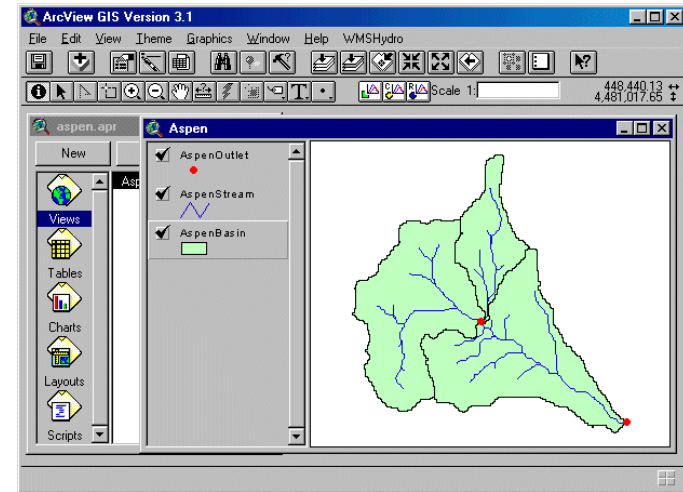 ArcView GIS Version 3.1
File Edit View Theme Graphics Window Help WMSHydro
Scale 1:
448,440.13
4,481,017.65
aspen.apr
New
Asp
Views
Tables
Charts
Layouts
Scripts
Aspen
AspenOutlet
AspenStream
AspenBasin